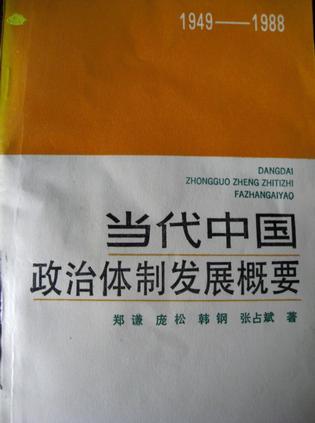 1949——1988
DANGDAI
ZHONGGUO ZHENG ZHITIZHI
FAZHANGAIYAO
当代中国
政治体制发展概要
郑谦 庞松 韩钢 张占斌 著